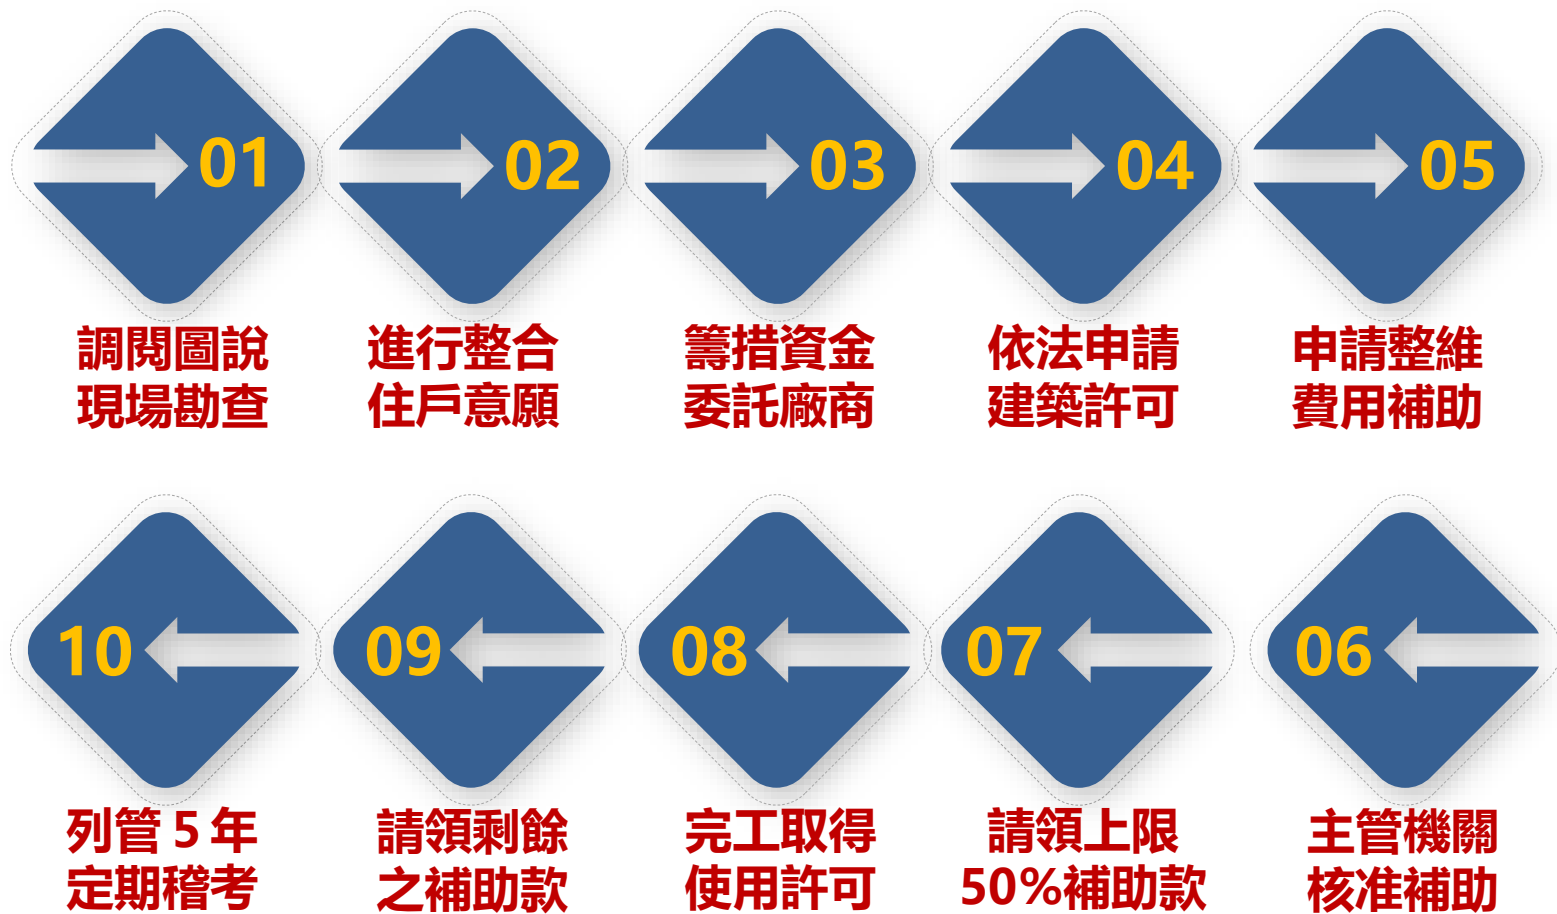 01
調閱圖說
現場勘查
02
進行整合
住戶意願
03
籌措資金
委託廠商
04
依法申請
建築許可
05
申請整維
費用補助
06
主管機關
核准補助
07
請領上限
50%補助款
08
完工取得
使用許可
09
請領剩餘
之補助款
10
列管5年
定期稽考